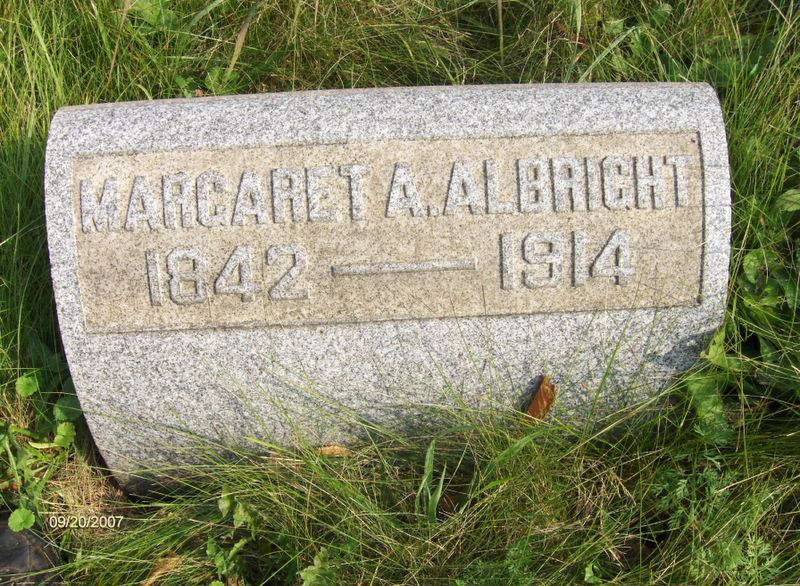 MARGARET A. ALBRIGHT
1842 — 1914
09/20/2007